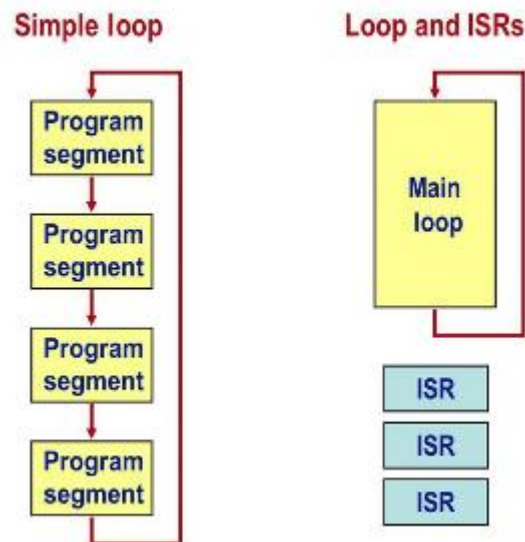 Simple loop
Program
segment
Program
segment
Program
segment
Program
segment
Loop and ISRs
Main
loop
ISR
ISR
ISR